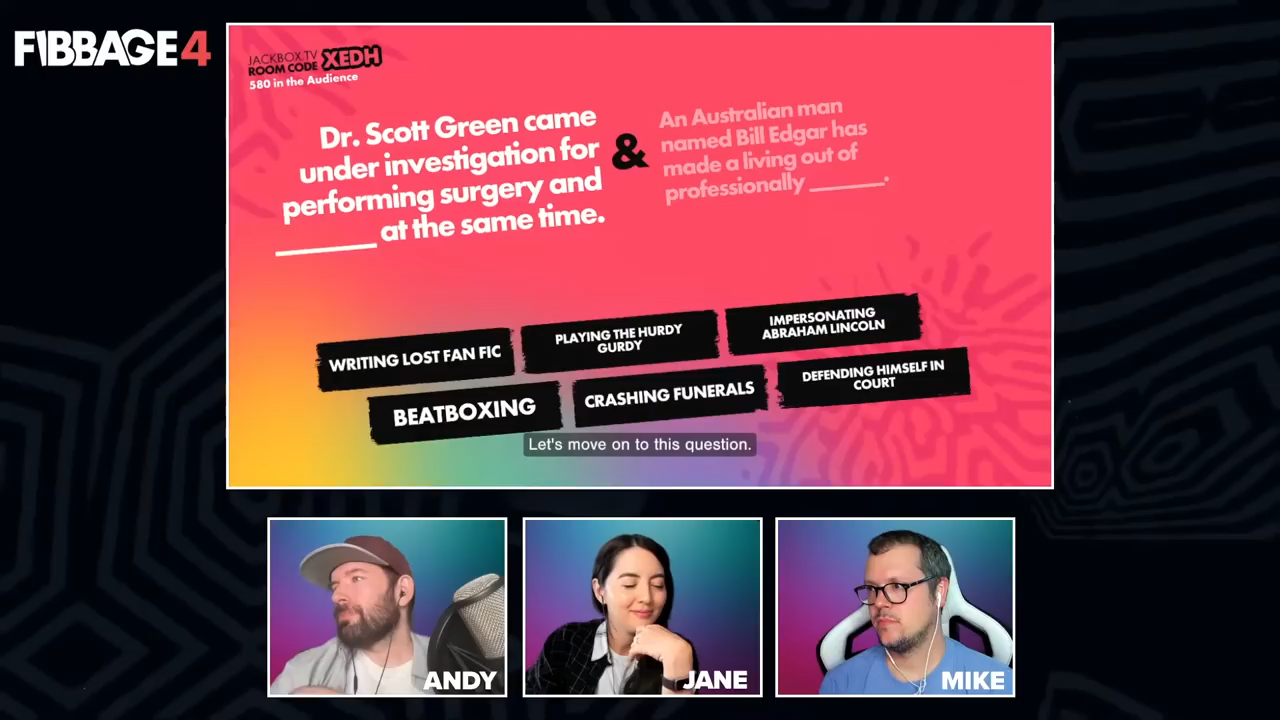 FIBBAGE 4
JACKBOX.TV
ROOM CODE XEDH
580 in the Audience
Dr. Scott Green came
under investigation for
performing surgery and
_______ at the same time.
&
An Australian man
named Bill Edgar has
made a living out of
professionally _______.
WRITING LOST FAN FIC
PLAYING THE HURDY
GURDY
IMPERSONATING
ABRAHAM LINCOLN
BEATBOXING
CRASHING FUNERALS
DEFENDING HIMSELF IN
COURT
Let's move on to this question.
ANDY
JANE
MIKE